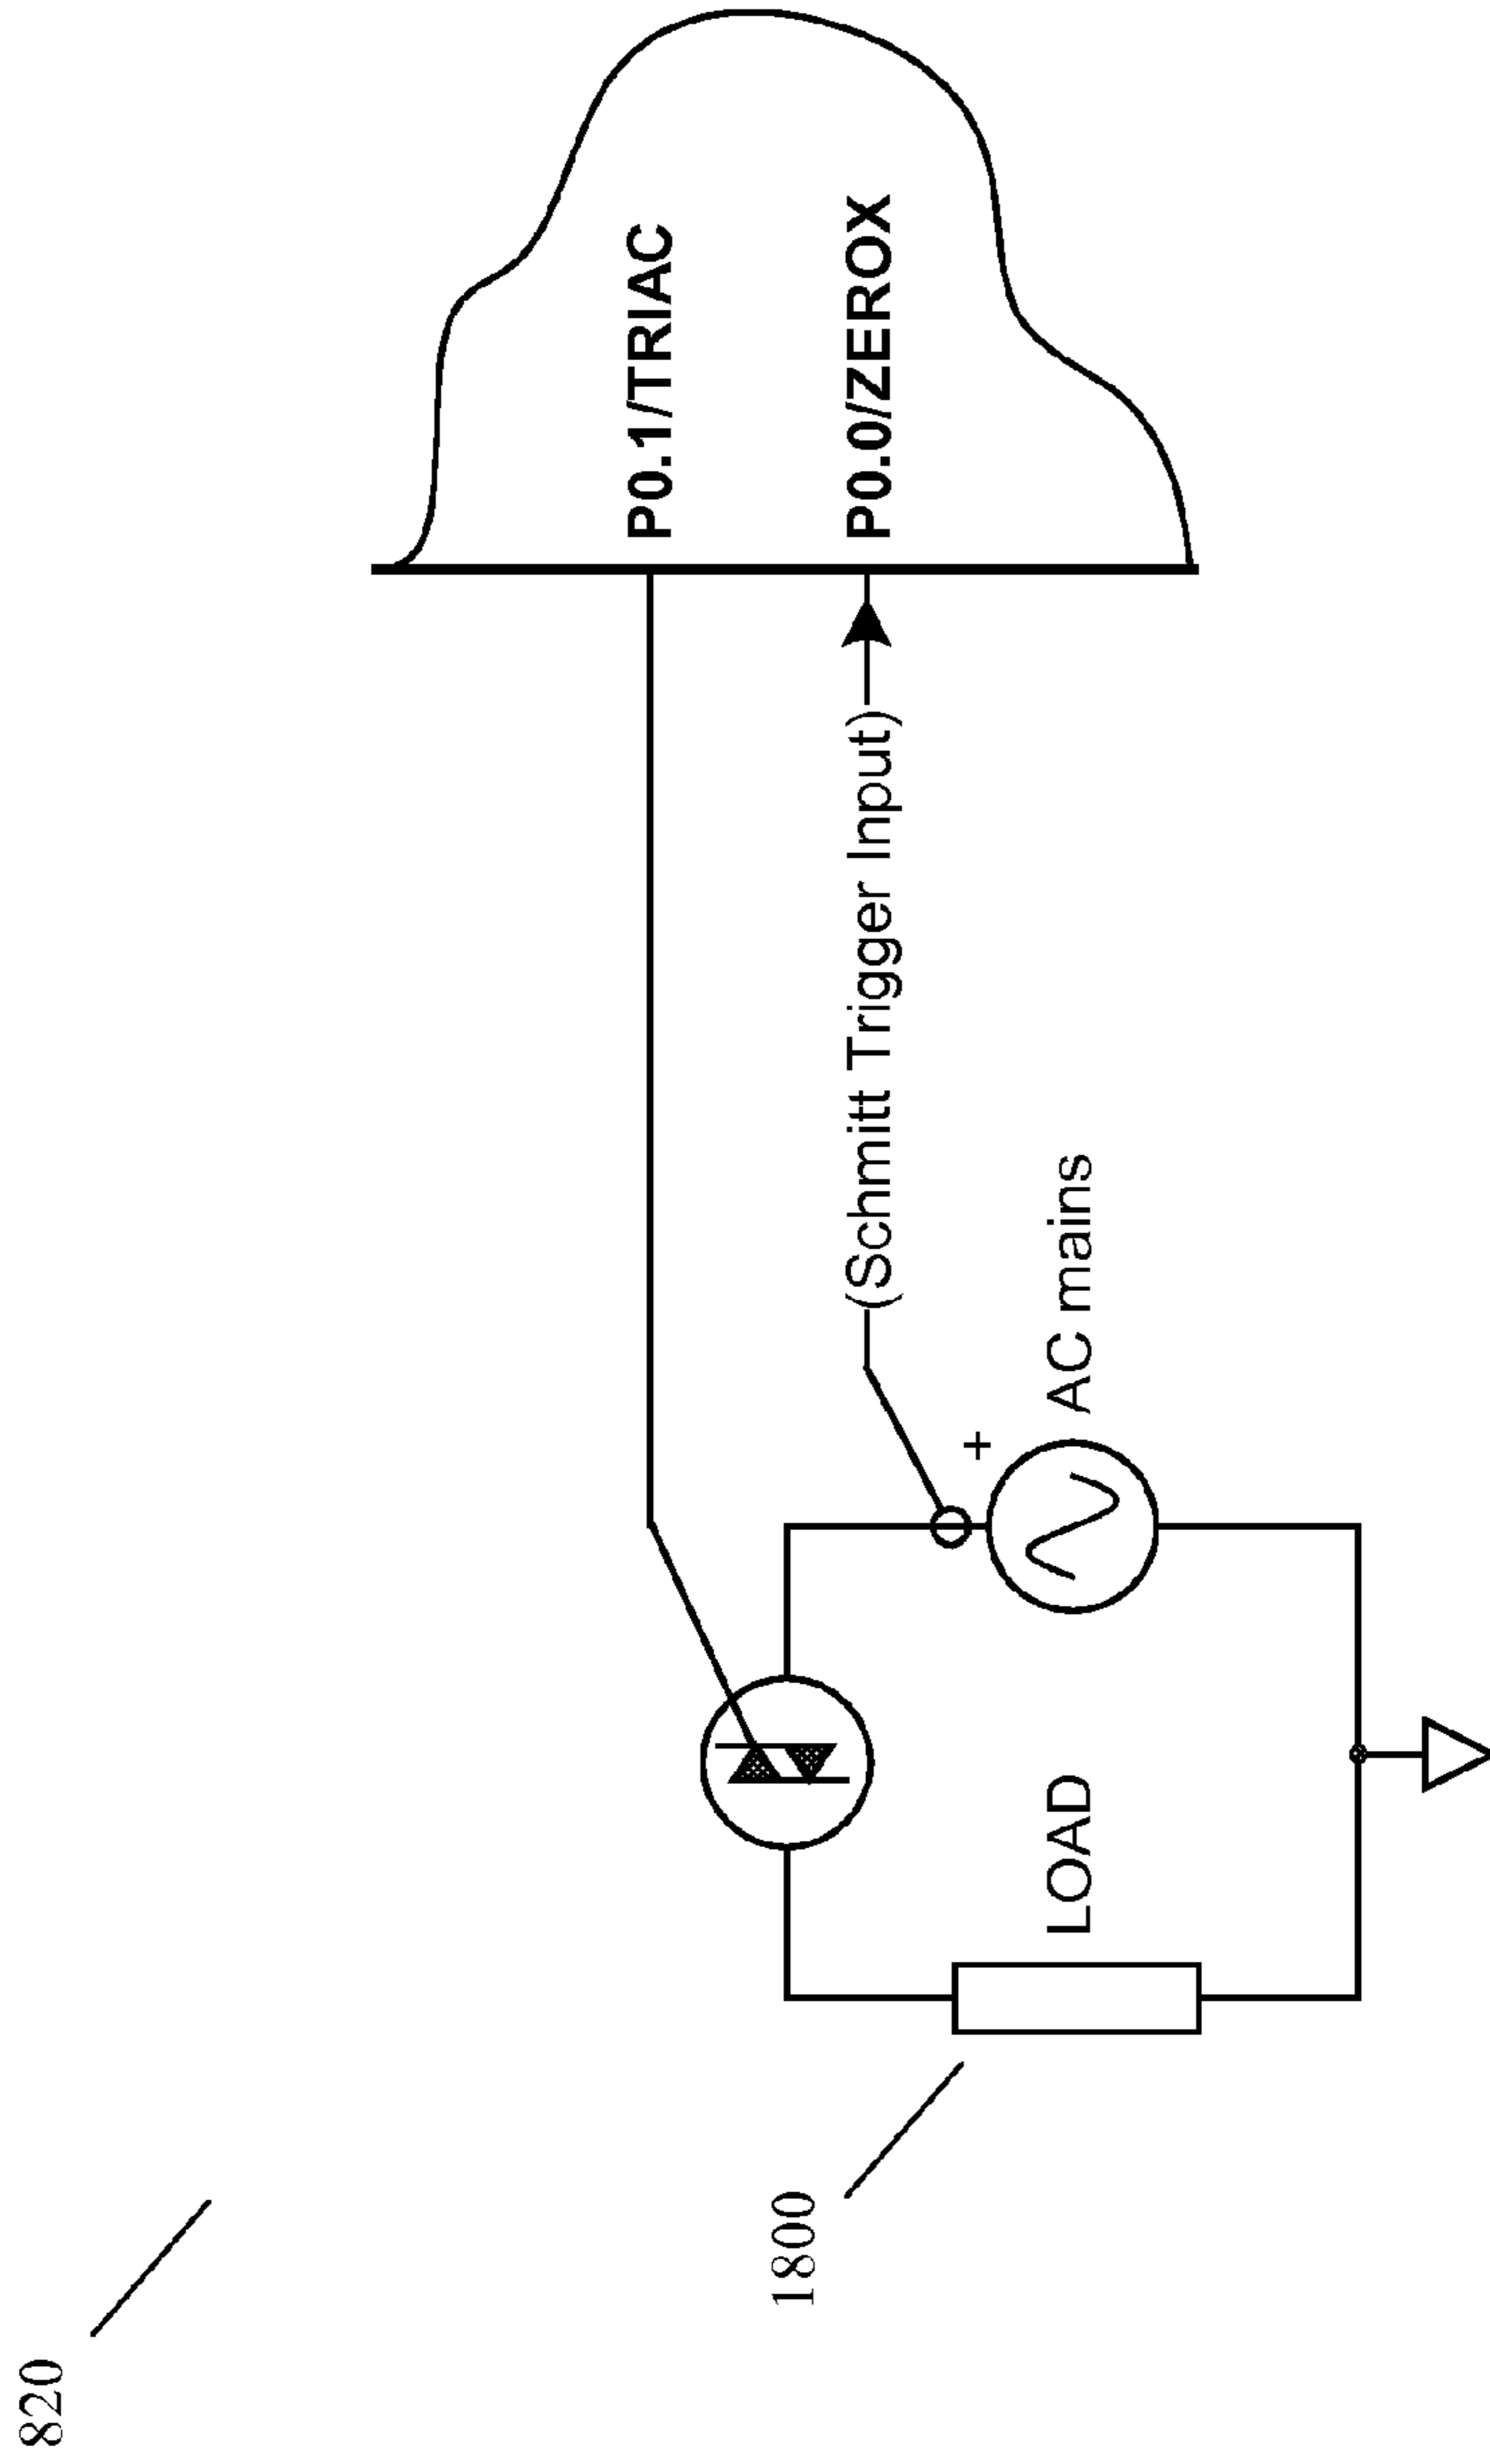 820
P0.1/TRIAC
1800
(Schmitt Trigger Input)
P0.0/ZEROX
+
LOAD
AC mains